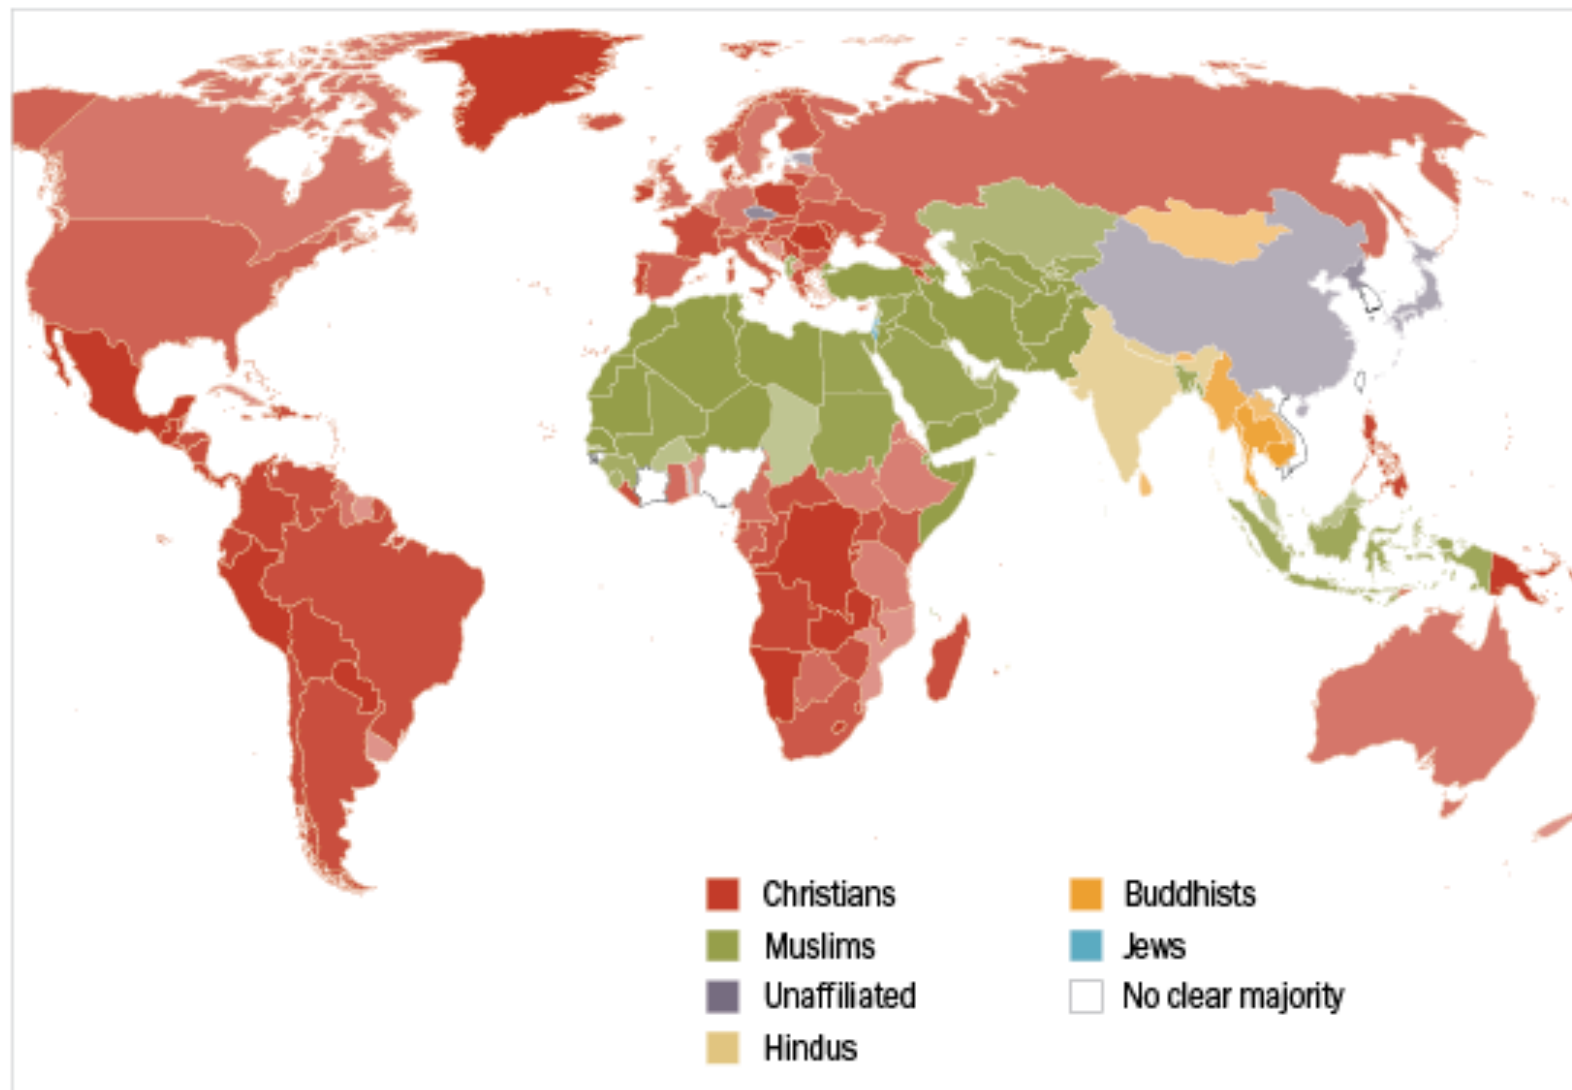 Christians
Muslims
Unaffiliated
Hindus
Buddhists
Jews
No clear majority